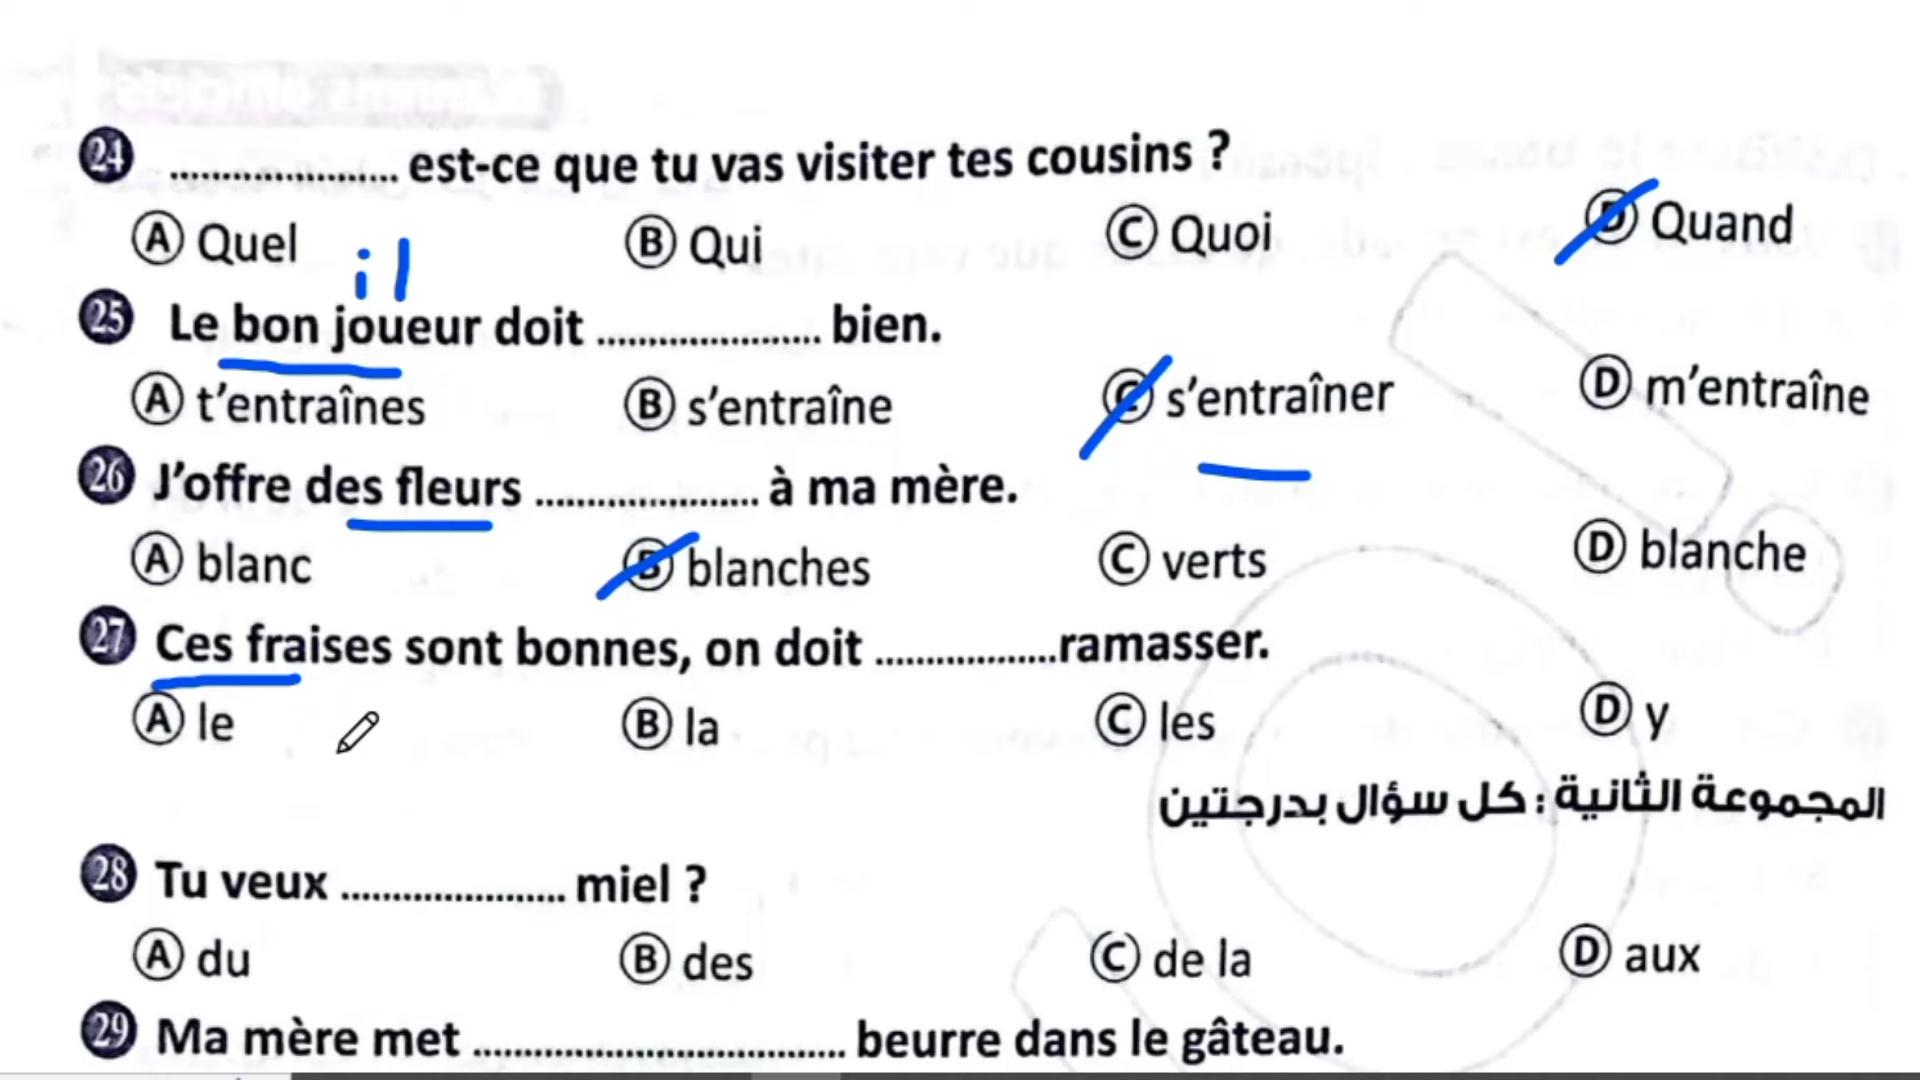 24 ..................... est-ce que tu vas visiter tes cousins ?
A Quel B Qui C Quoi D Quand
il
25 Le bon joueur doit ..................... bien.
A t'entraînes B s'entraîne C s'entraîner D m'entraîne
26 J'offre des fleurs ..................... à ma mère.
A blanc B blanches C verts D blanche
27 Ces fraises sont bonnes, on doit .................ramasser.
A le B la C les D y
المجموعة الثانية : كل سؤال بدرجتين
28 Tu veux ..................... miel ?
A du B des C de la D aux
29 Ma mère met ................................... beurre dans le gâteau.